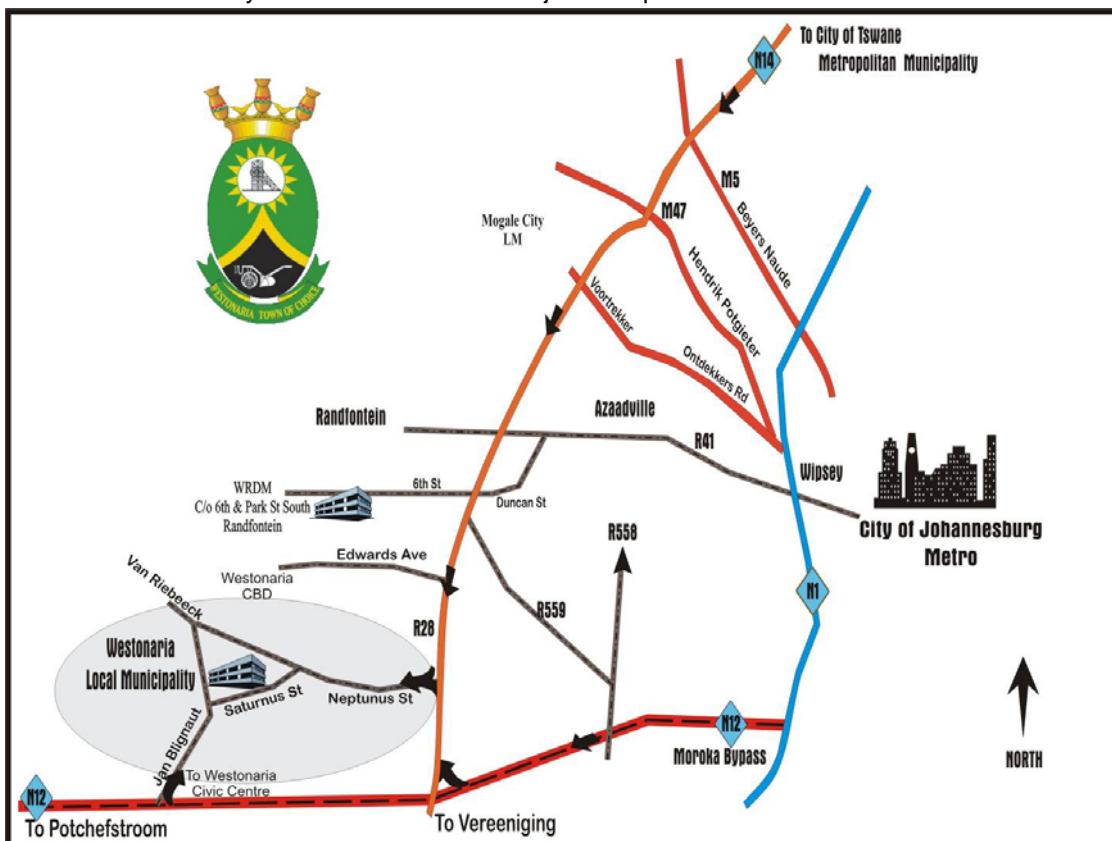 To City of Tswane
Metropolitan Municipality
N14
M5
Beyers Naude
M47
Mogale City
LM
Hendrik Potgieter
Voortrekker
Ontdekkers Rd
WESTONARIA TOWN OF CHOICE
Randfontein
Azaadville
R41
Wipsey
City of Johannesburg
Metro
WRDM
C/o 6th & Park St South
Randfontein
6th St
Duncan St
R558
Edwards Ave
Westonaria
CBD
Van Riebeeck
R559
N1
R28
Westonaria
Local Municipality
Saturnus St
Neptunus St
Jan Blignaut
N12
Moroka Bypass
NORTH
To Westonaria
Civic Centre
N12
To Potchefstroom
To Vereeniging